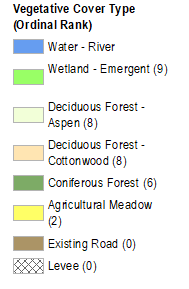 Vegetative Cover Type
(Ordinal Rank)
Water - River
Wetland - Emergent (9)
Deciduous Forest -
Aspen (8)
Deciduous Forest -
Cottonwood (8)
Coniferous Forest (6)
Agricultural Meadow
(2)
Existing Road (0)
Levee (0)